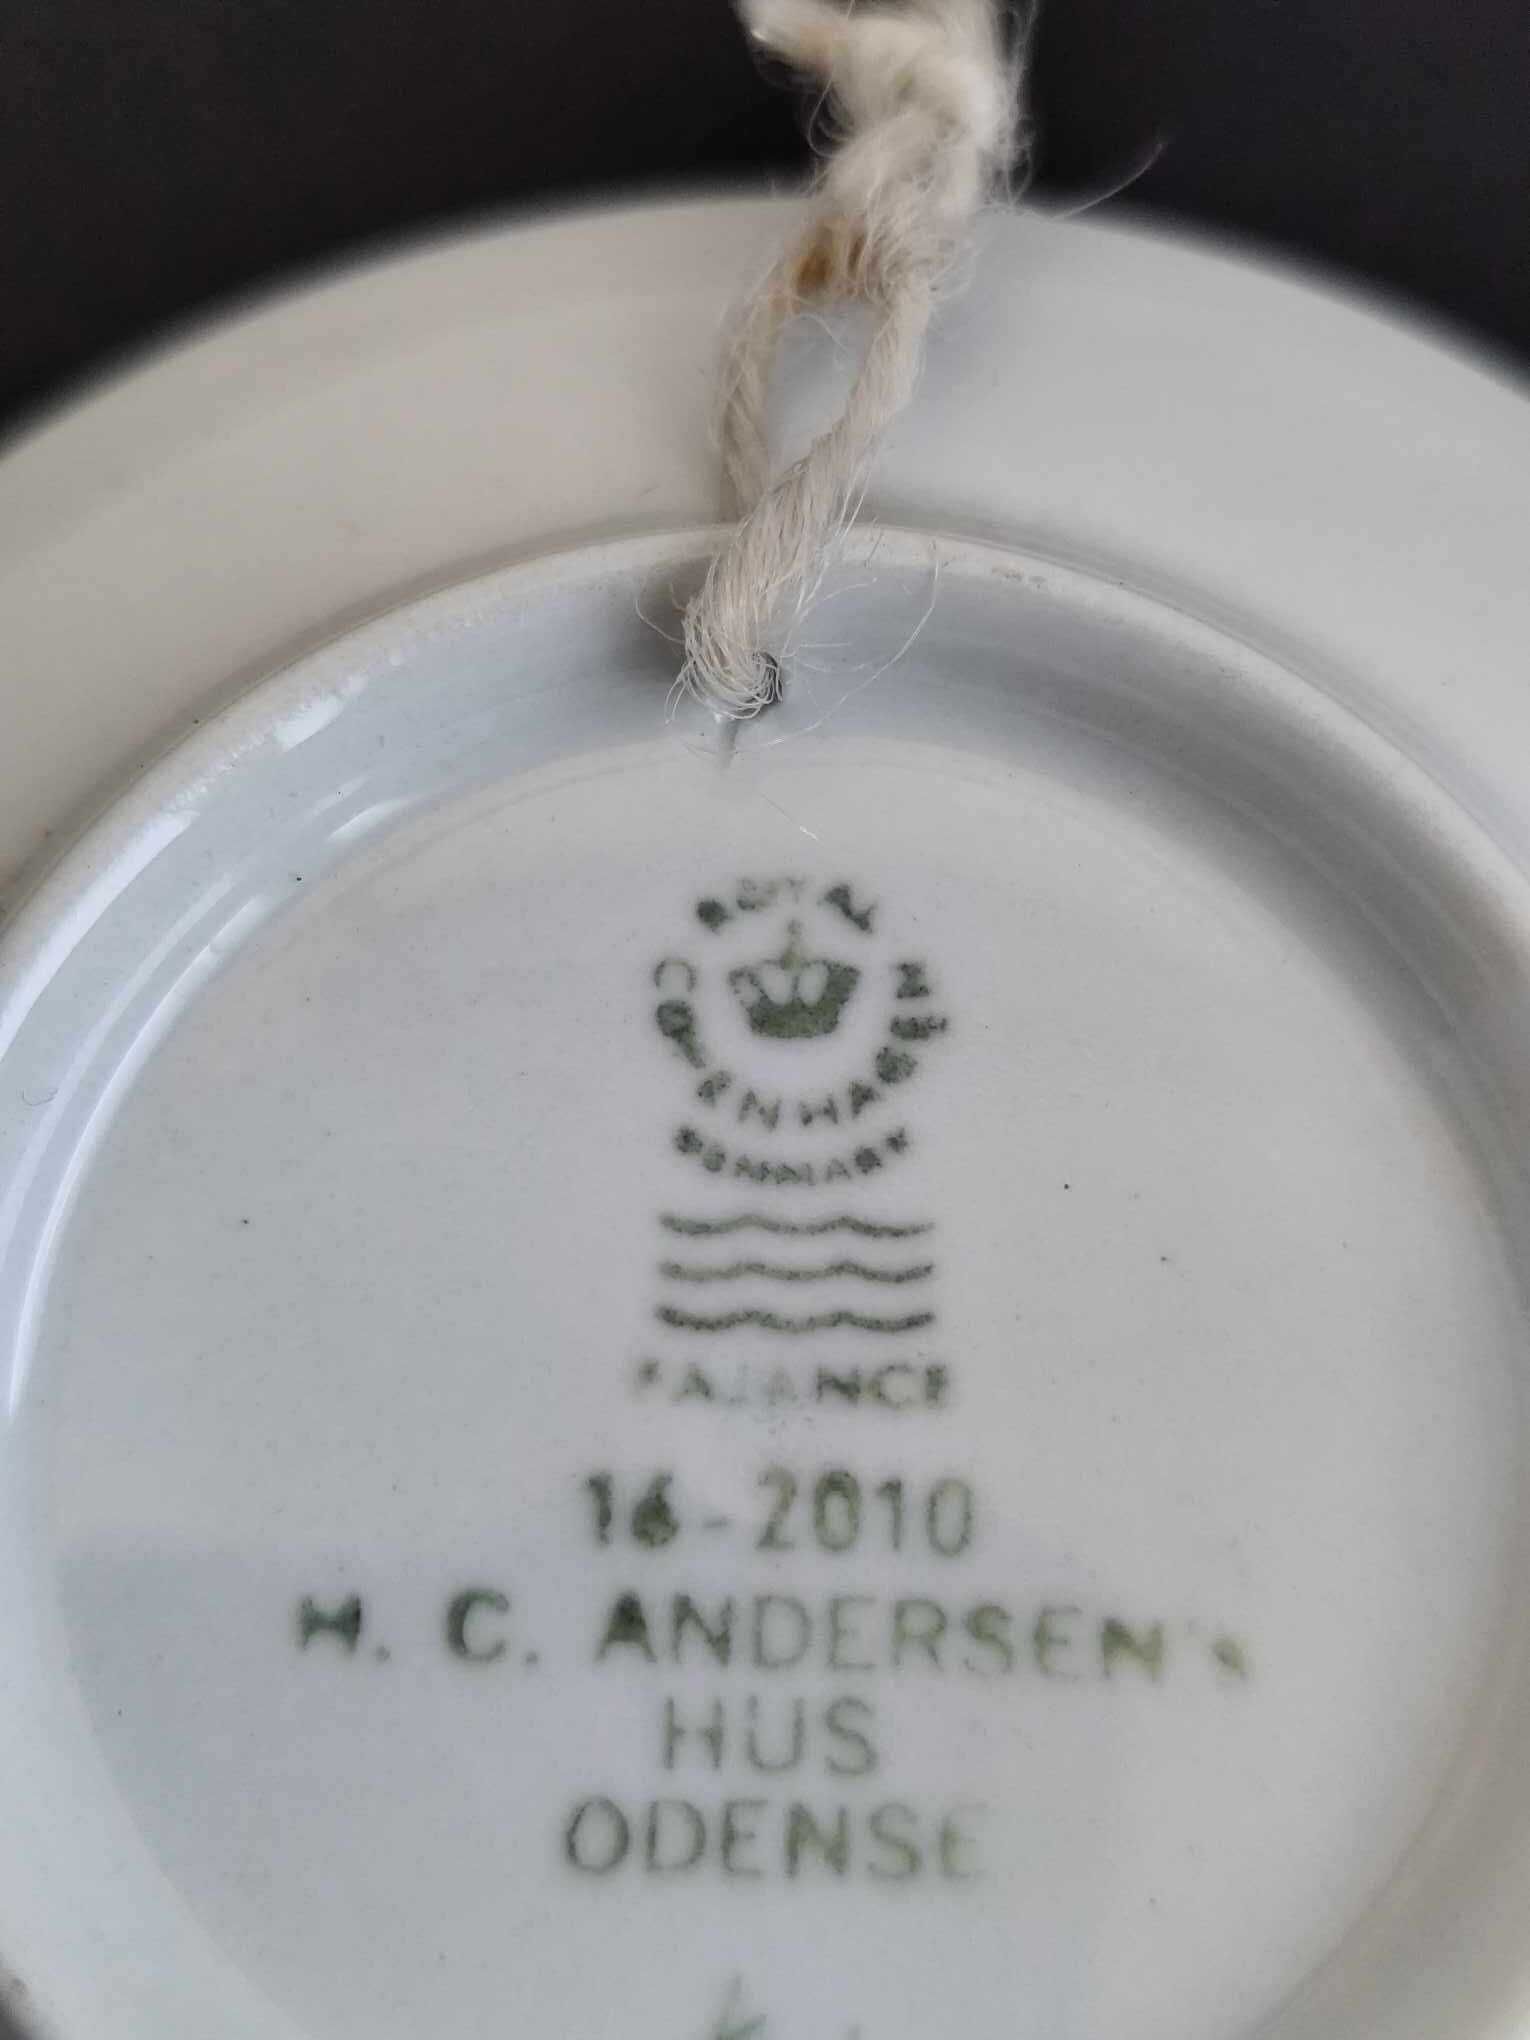 ROYAL
COPENHAGEN
DENMARK
FAJANCE
16-2010
H. C. ANDERSEN's
HUS
ODENSE